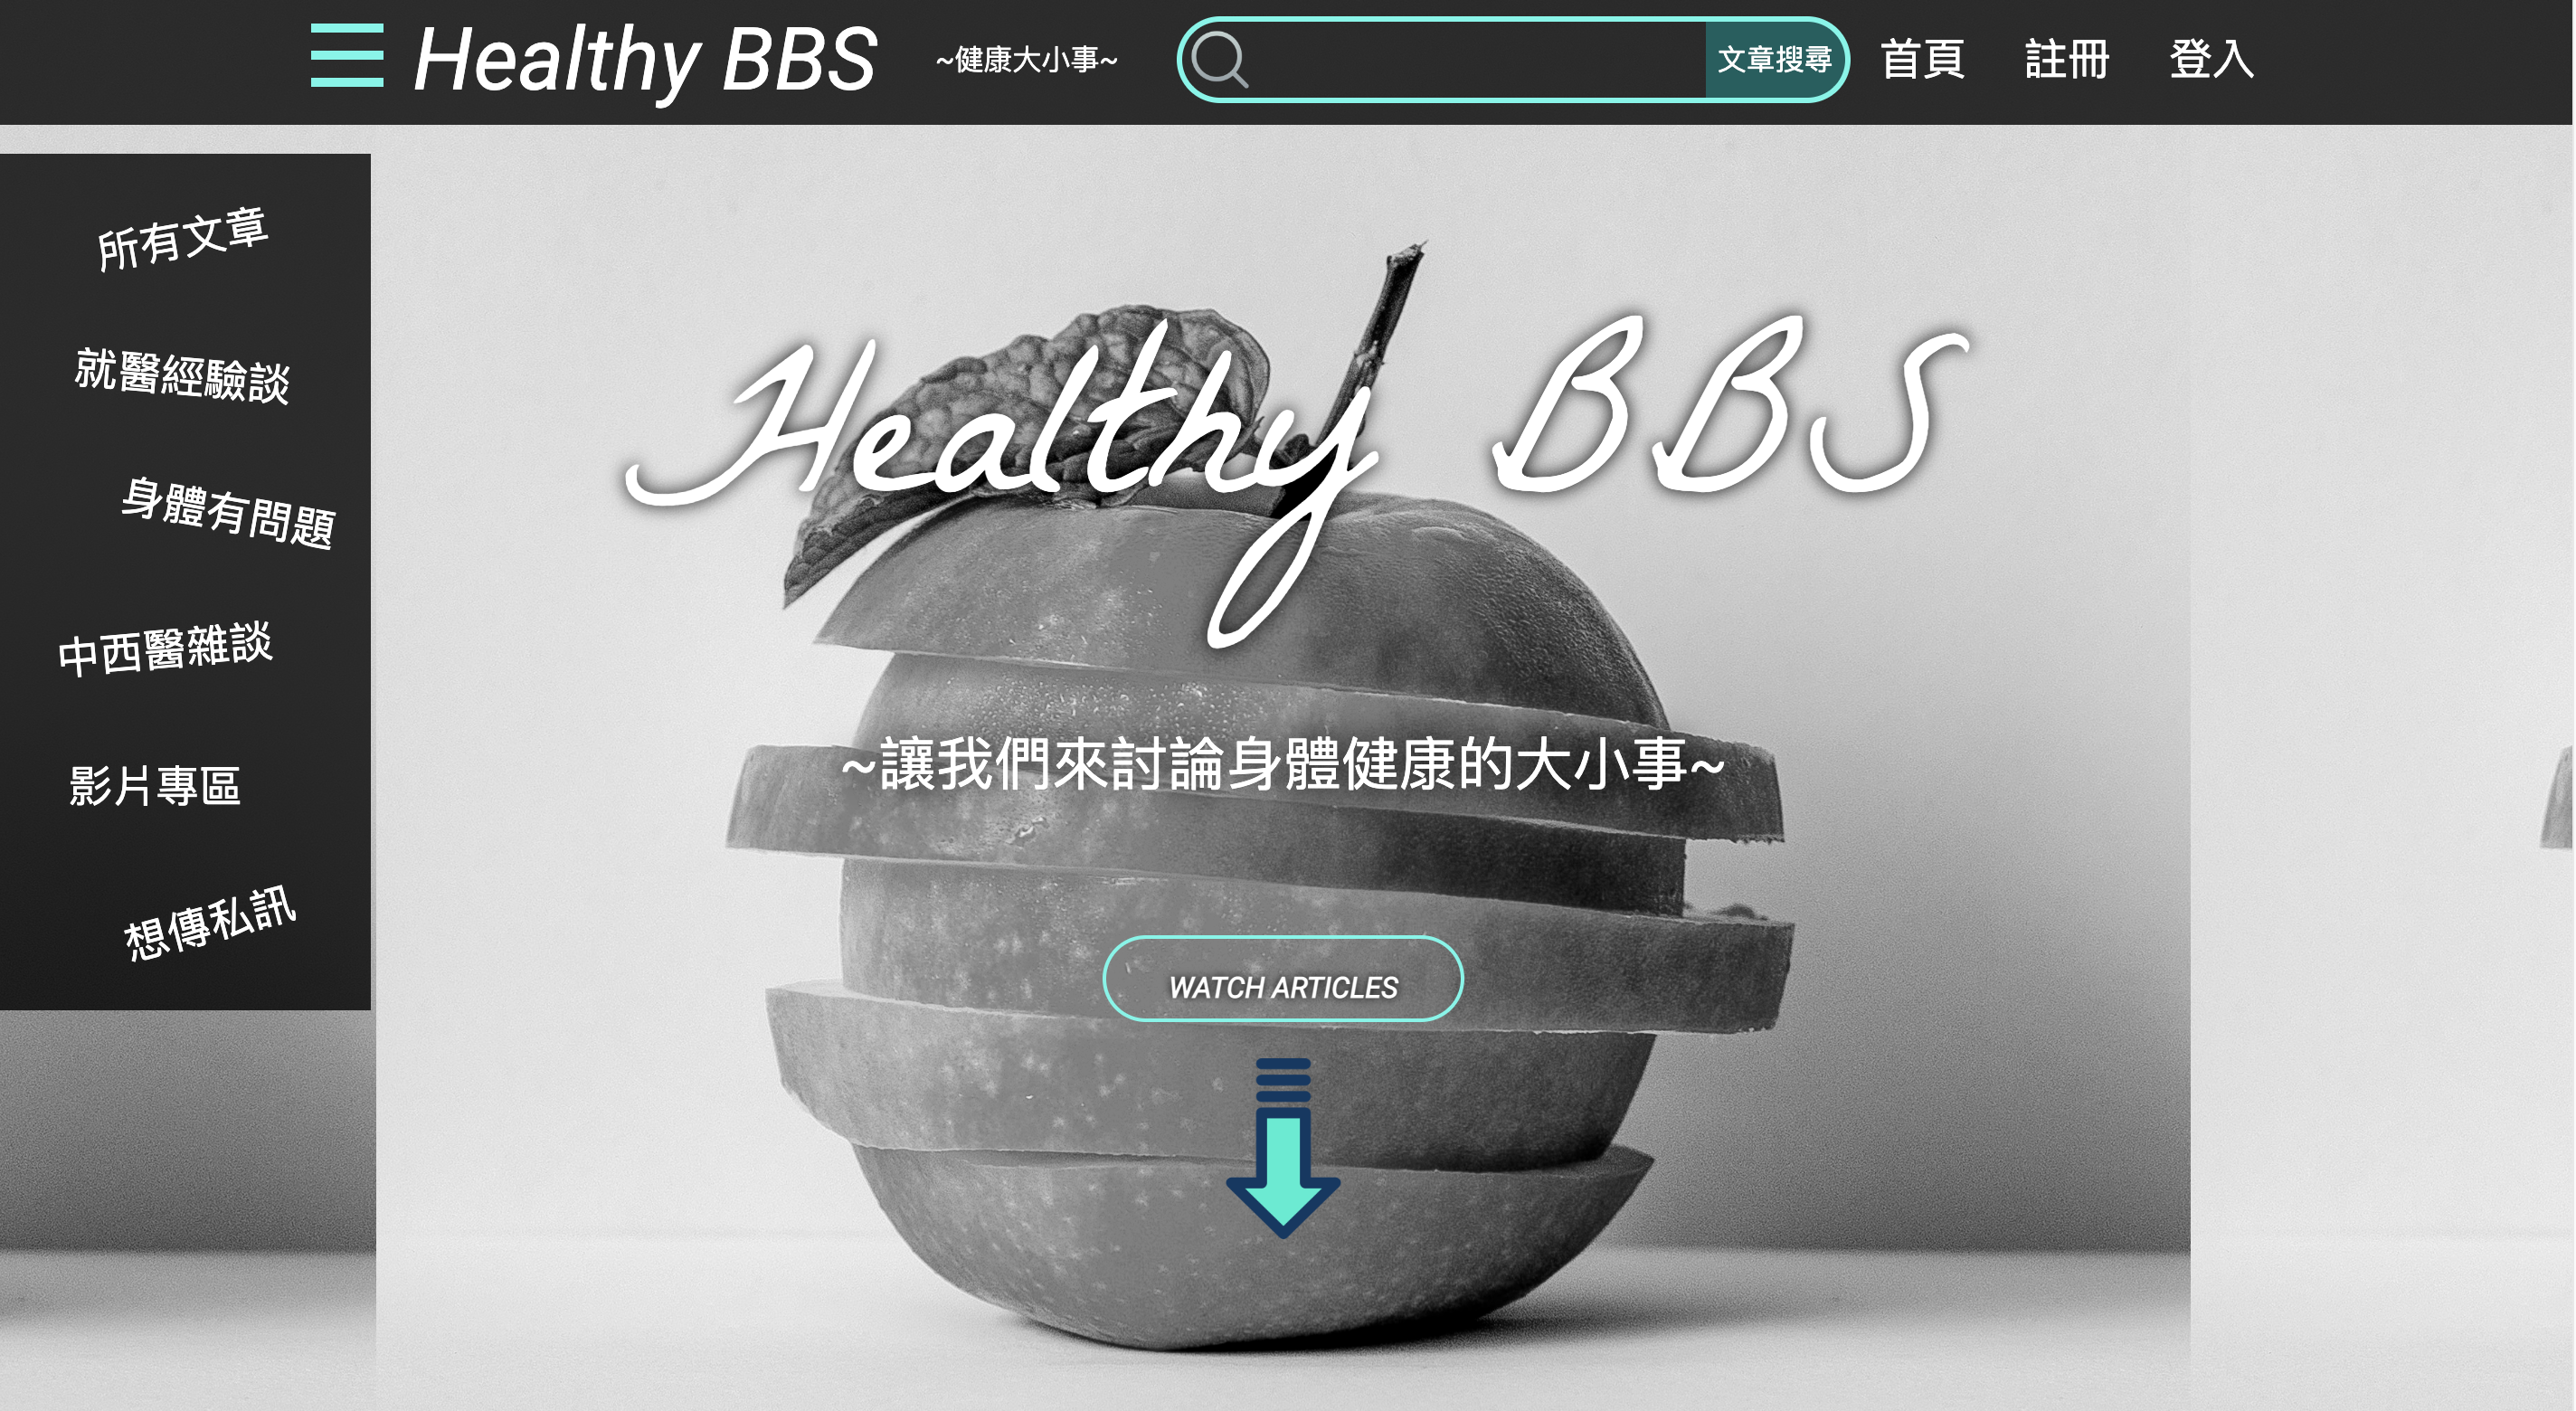 Healthy BBS
~健康大小事~
文章搜尋
首頁
註冊
登入
所有文章
就醫經驗談
身體有問題
中西醫雜談
影片專區
想傳私訊
Healthy BBS
~讓我們來討論身體健康的大小事~
WATCH ARTICLES